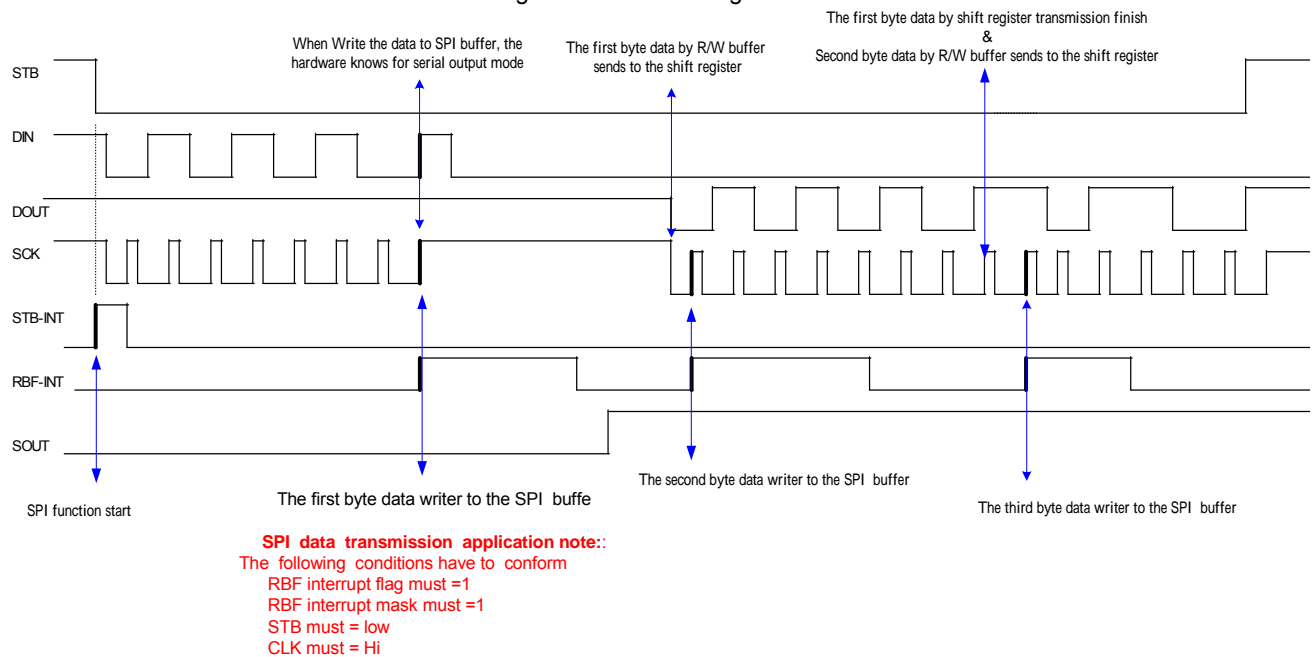 The first byte data by shift register transmission finish
&
Second byte data by R/W buffer sends to the shift register
When Write the data to SPI buffer, the
hardware knows for serial output mode
The first byte data by R/W buffer
sends to the shift register
STB
DIN
DOUT
SCK
STB-INT
RBF-INT
SOUT
SPI function start
The first byte data writer to the SPI buffe
The second byte data writer to the SPI buffer
The third byte data writer to the SPI buffer
SPI data transmission application note::
The following conditions have to conform
RBF interrupt flag must =1
RBF interrupt mask must =1
STB must = low
CLK must = Hi